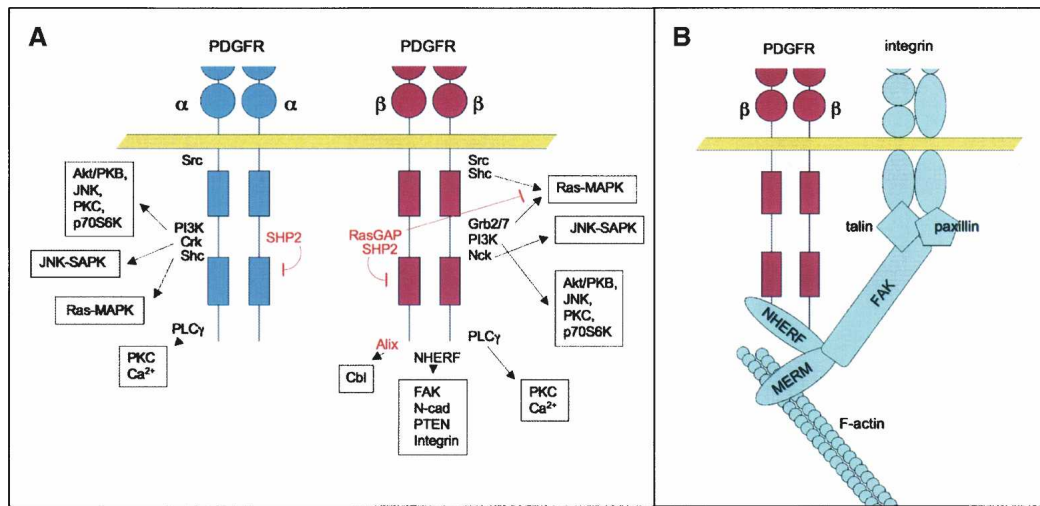 A
PDGFR
α
α
Src
Akt/PKB,
JNK,
PKC,
p70S6K
PI3K
Crk
Shc
JNK-SAPK
Ras-MAPK
PLCγ
PKC
Ca²⁺
SHP2
PDGFR
β
β
Src
Shc
Ras-MAPK
RasGAP
SHP2
Grb2/7
PI3K
Nck
JNK-SAPK
Akt/PKB,
JNK,
PKC,
p70S6K
Alix
Cbl
NHERF
FAK
N-cad
PTEN
Integrin
PLCγ
PKC
Ca²⁺
B
PDGFR
integrin
β
β
talin
paxillin
FAK
NHERF
MERM
F-actin